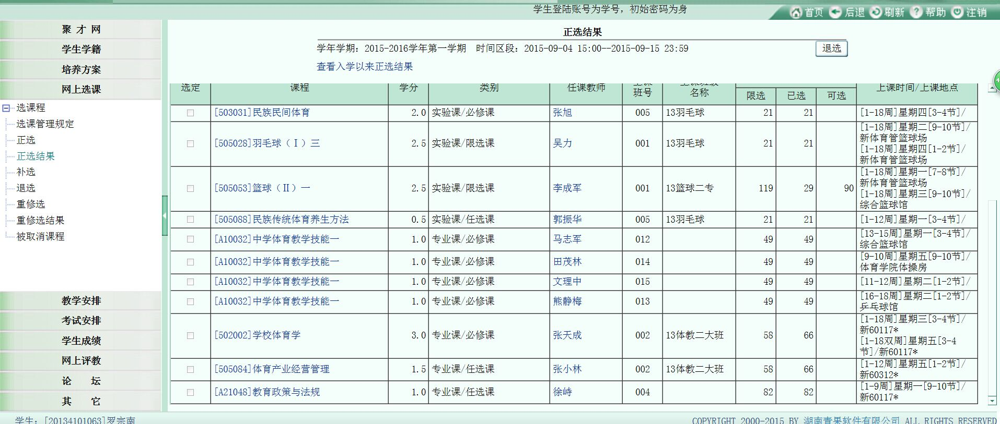 学生登陆账号为学号，初始密码为身
首页 后退 刷新 帮助 注销
聚 才 网
学生学籍
培养方案
网上选课
选课程
选课管理规定
正选
正选结果
补选
退选
重修选
重修选结果
被取消课程
教学安排
考试安排
学生成绩
网上评教
论 坛
其 它
正选结果
学年学期：2015-2016学年第一学期 时间区段：2015-09-04 15:00--2015-09-15 23:59
退选
查看入学以来正选结果
选定 课程 学分 类别 任课教师 上课班号 上课班级名称 限选 已选 可选 上课时间/上课地点
[503031]民族民间体育 2.0 实验课/必修课 张旭 005 13羽毛球 21 21 [1-18周]星期四[3-4节]/
[505028]羽毛球（Ⅰ）三 2.5 实验课/限选课 吴力 001 13羽毛球 21 21 [1-18周]星期二[9-10节]/
新体育管篮球场
[1-18周]星期四[1-2节]/
新体育管篮球场
[505053]篮球（Ⅱ）一 2.5 实验课/限选课 李成军 001 13篮球二专 119 29 90 [1-18周]星期一[7-8节]/
新体育管篮球场
[1-18周]星期三[9-10节]/
综合篮球馆
[505088]民族传统体育养生方法 0.5 实验课/任选课 郭振华 005 13羽毛球 21 21 [1-12周]星期一[3-4节]/
[A10032]中学体育教学技能一 1.0 专业课/必修课 马志军 012 49 49 [13-15周]星期一[3-4节]/
综合篮球馆
[A10032]中学体育教学技能一 1.0 专业课/必修课 田茂林 014 49 49 [9-10周]星期五[9-10节]/
体育学院体操房
[A10032]中学体育教学技能一 1.0 专业课/必修课 文理中 015 49 49 [11-12周]星期二[1-2节]/
[A10032]中学体育教学技能一 1.0 专业课/必修课 熊静梅 013 49 49 [16-18周]星期二[1-2节]/
乒乓球馆
[502002]学校体育学 3.0 专业课/必修课 张天成 002 13体教二大班 58 66 [1-18周]星期三[3-4节]/
新60117*
[1-18双周]星期五[3-4
节]/新60117*
[505084]体育产业经营管理 1.5 专业课/任选课 张小林 002 13体教二大班 58 66 [1-12周]星期五[1-2节]/
新60312*
[A21048]教育政策与法规 1.0 专业课/任选课 徐峙 004 82 82 [1-9周]星期一[9-10节]/
新60117*
学生：[20134101063]罗宗南
COPYRIGHT 2000-2015 BY 湖南青果软件有限公司 ALL RIGHTS RESERVED